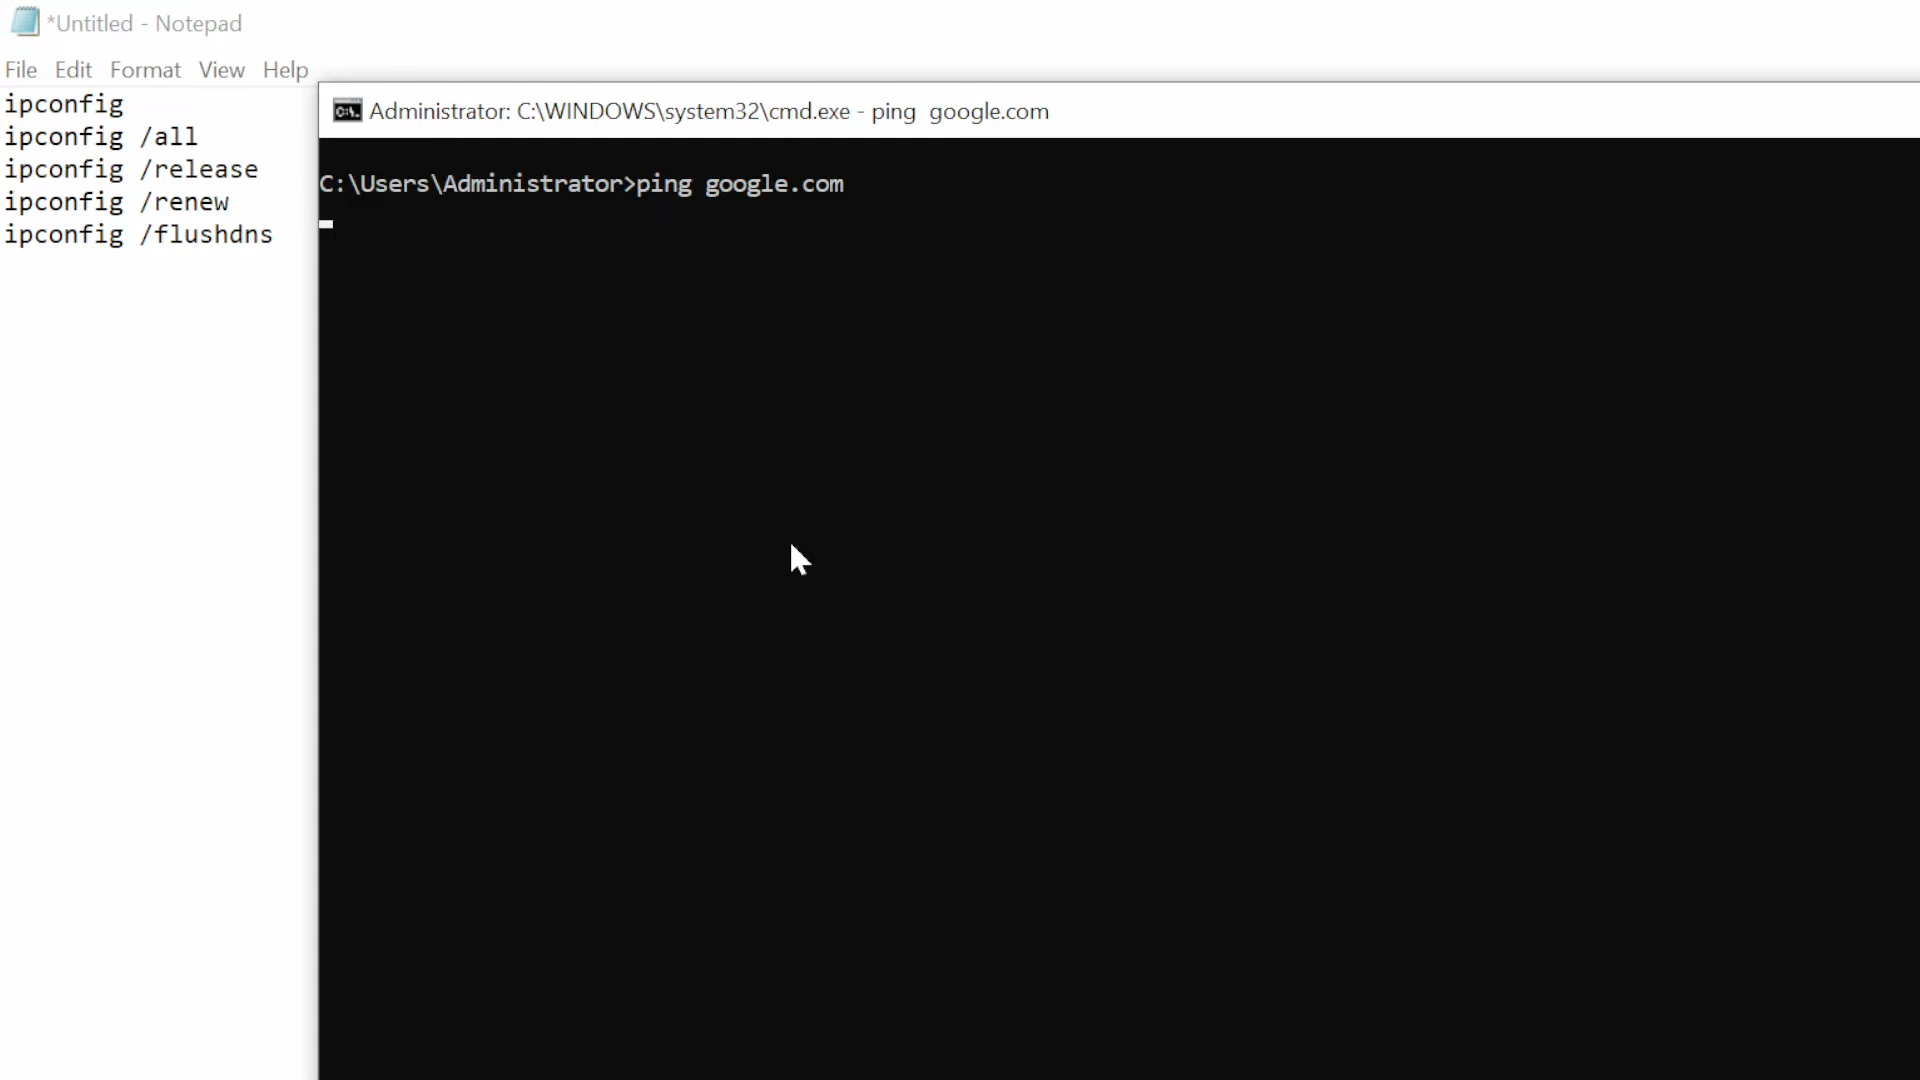 *Untitled - Notepad
File Edit Format View Help
ipconfig
ipconfig /all
ipconfig /release
ipconfig /renew
ipconfig /flushdns
Administrator: C:\WINDOWS\system32\cmd.exe - ping  google.com
C:\Users\Administrator>ping google.com